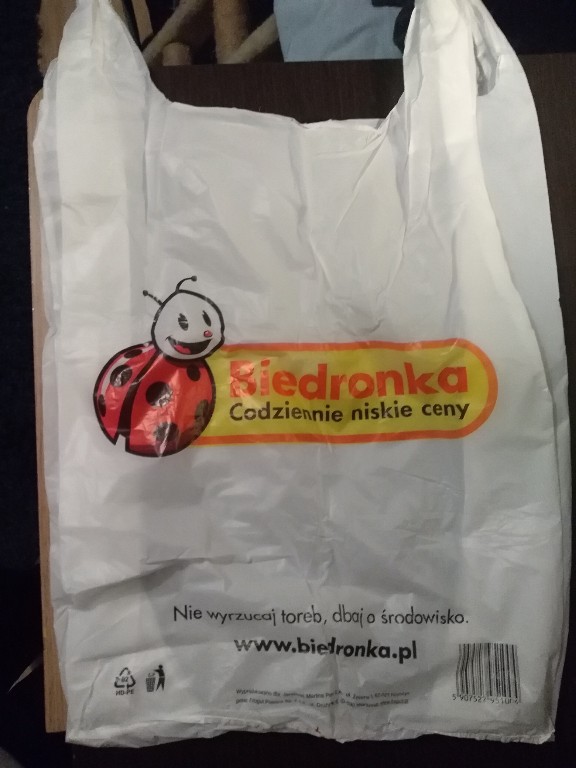 Biedronka
Codziennie niskie ceny
Nie wyrzucaj toreb, dbaj o środowisko.
www.biedronka.pl
HD-PE